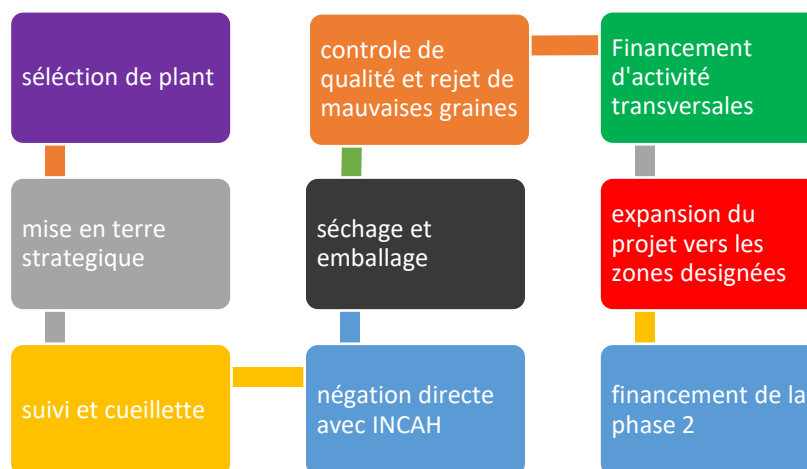 séléction de plant
mise en terre
strategique
suivi et cueillette
négation directe
avec INCAH
séchage et
emballage
controle de
qualité et rejet de
mauvaises graines
Financement
d'activité
transversales
expansion du
projet vers les
zones designées
financement de la
phase 2